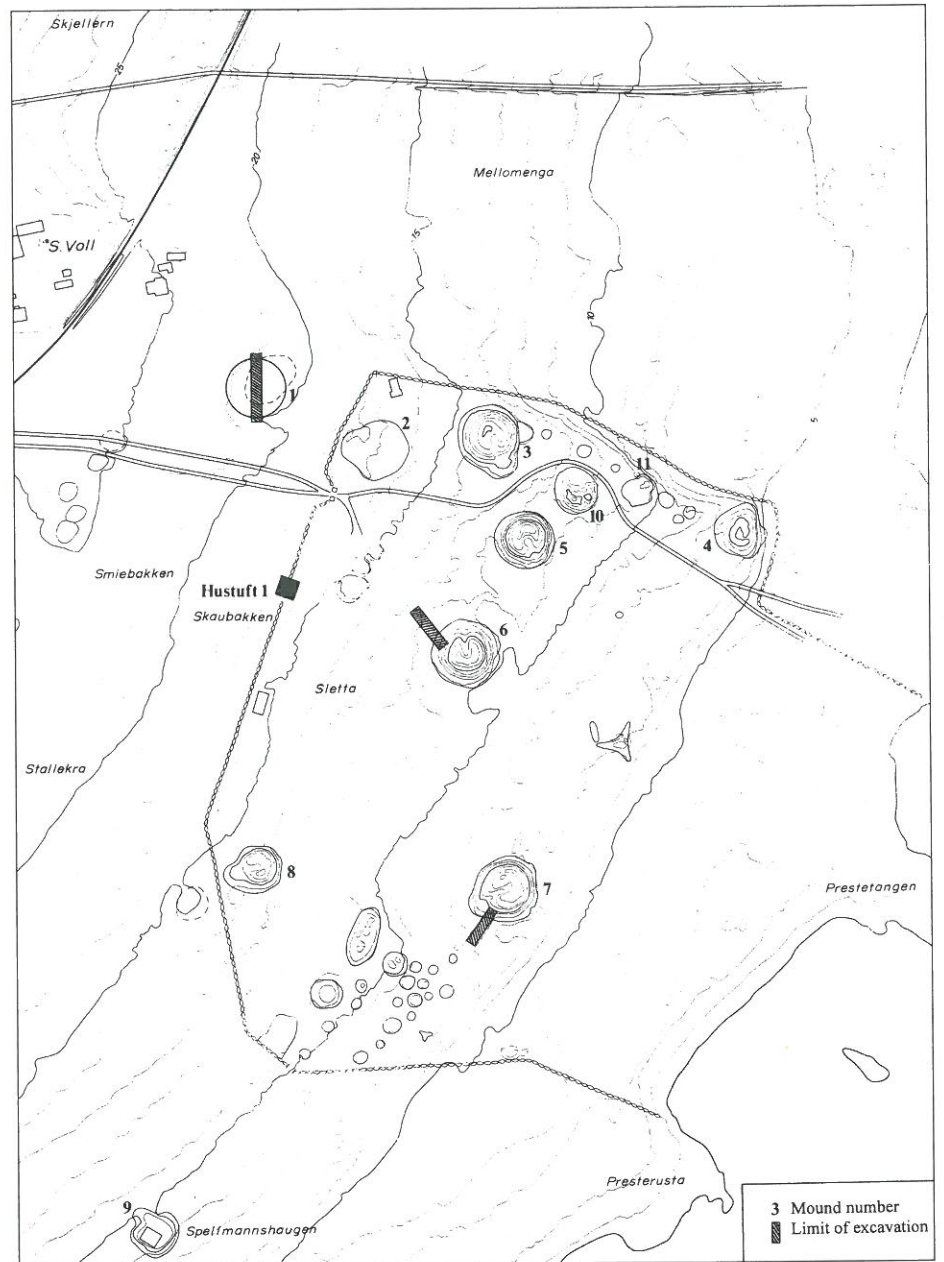 Skjellern
25
20
Mellomenga
15
S. Voll
10
5
1
2
3
11
10
4
5
Smiebakken
Hustuft 1
Skaubakken
6
Sletta
Stallekra
8
7
Prestetangen
Presterusta
9
Spellmannshaugen
3 Mound number
Limit of excavation